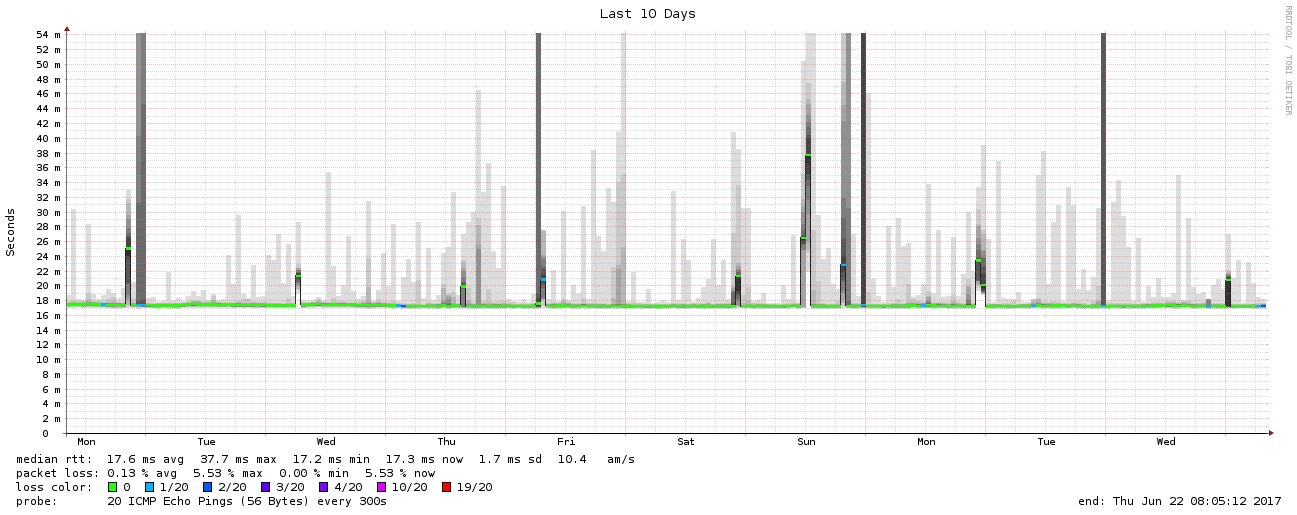 Last 10 Days
RRDTOOL / TOBI OETIKER
Seconds
54 m
52 m
50 m
48 m
46 m
44 m
42 m
40 m
38 m
36 m
34 m
32 m
30 m
28 m
26 m
24 m
22 m
20 m
18 m
16 m
14 m
12 m
10 m
8 m
6 m
4 m
2 m
0
Mon Tue Wed Thu Fri Sat Sun Mon Tue Wed
median rtt: 17.6 ms avg 37.7 ms max 17.2 ms min 17.3 ms now 1.7 ms sd 10.4 am/s
packet loss: 0.13 % avg 5.53 % max 0.00 % min 5.53 % now
loss color: 0 1/20 2/20 3/20 4/20 10/20 19/20
probe: 20 ICMP Echo Pings (56 Bytes) every 300s
end: Thu Jun 22 08:05:12 2017